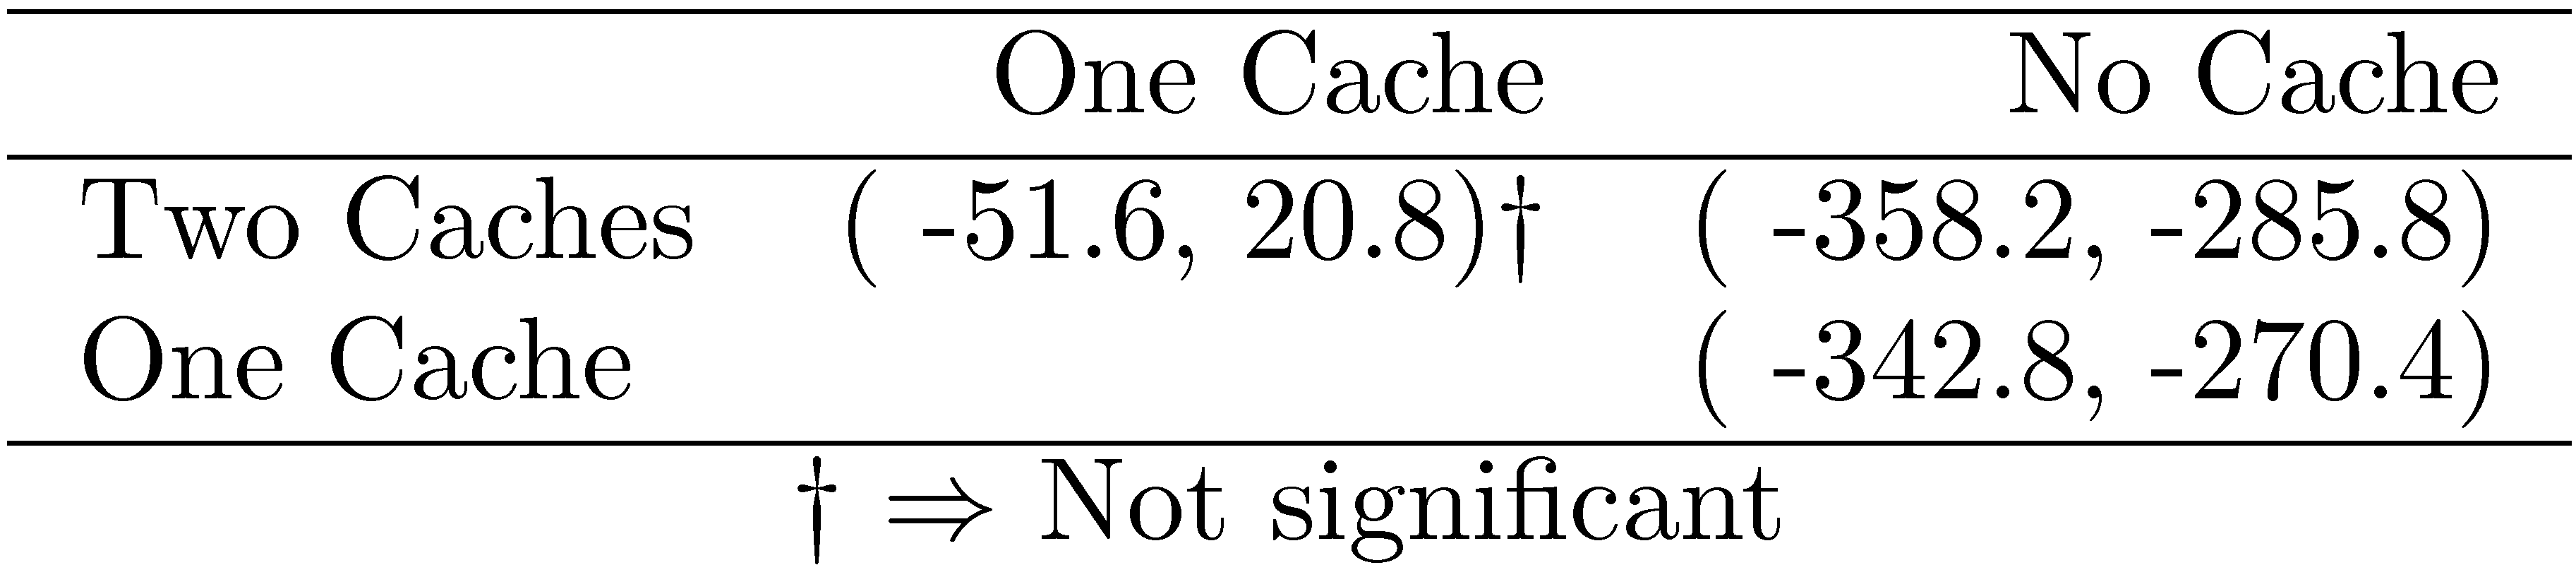 One Cache No Cache
Two Caches ( -51.6, 20.8)† ( -358.2, -285.8)
One Cache ( -342.8, -270.4)
† ⇒ Not significant